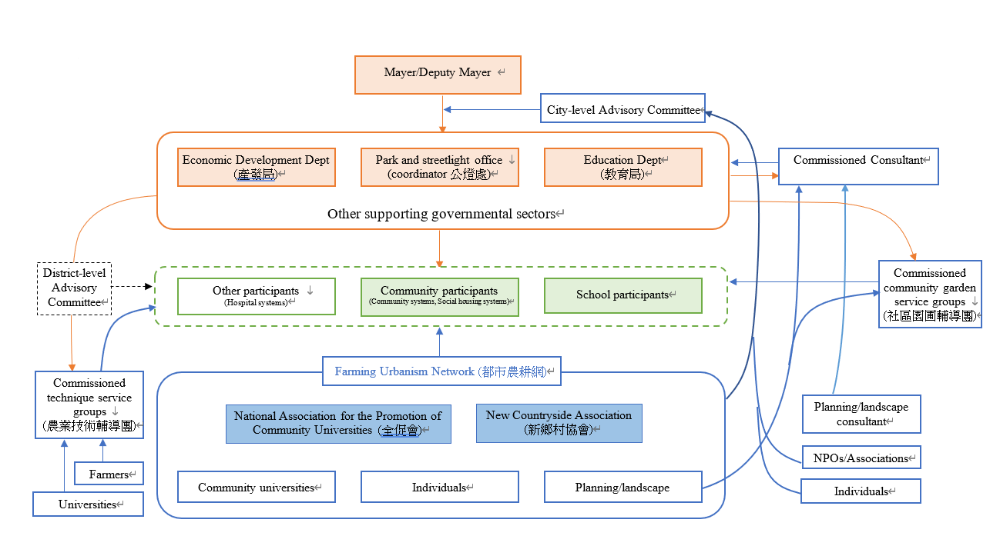 Mayer/Deputy Mayer
City-level Advisory Committee
Economic Development Dept
(產發局)
Park and streetlight office
(coordinator 公燈處)
Education Dept
(教育局)
Commissioned Consultant
Other supporting governmental sectors
District-level
Advisory
Committee
Other participants
(Hospital systems)
Community participants
(Community systems, Social housing systems)
School participants
Commissioned
community garden
service groups
(社區園圃輔導團)
Farming Urbanism Network (都市農耕網)
Commissioned
technique service
groups
(農業技術輔導團)
National Association for the Promotion of
Community Universities (全促會)
New Countryside Association
(新鄉村協會)
Planning/landscape
consultant
NPOs/Associations
Farmers
Community universities
Individuals
Planning/landscape
Individuals
Universities